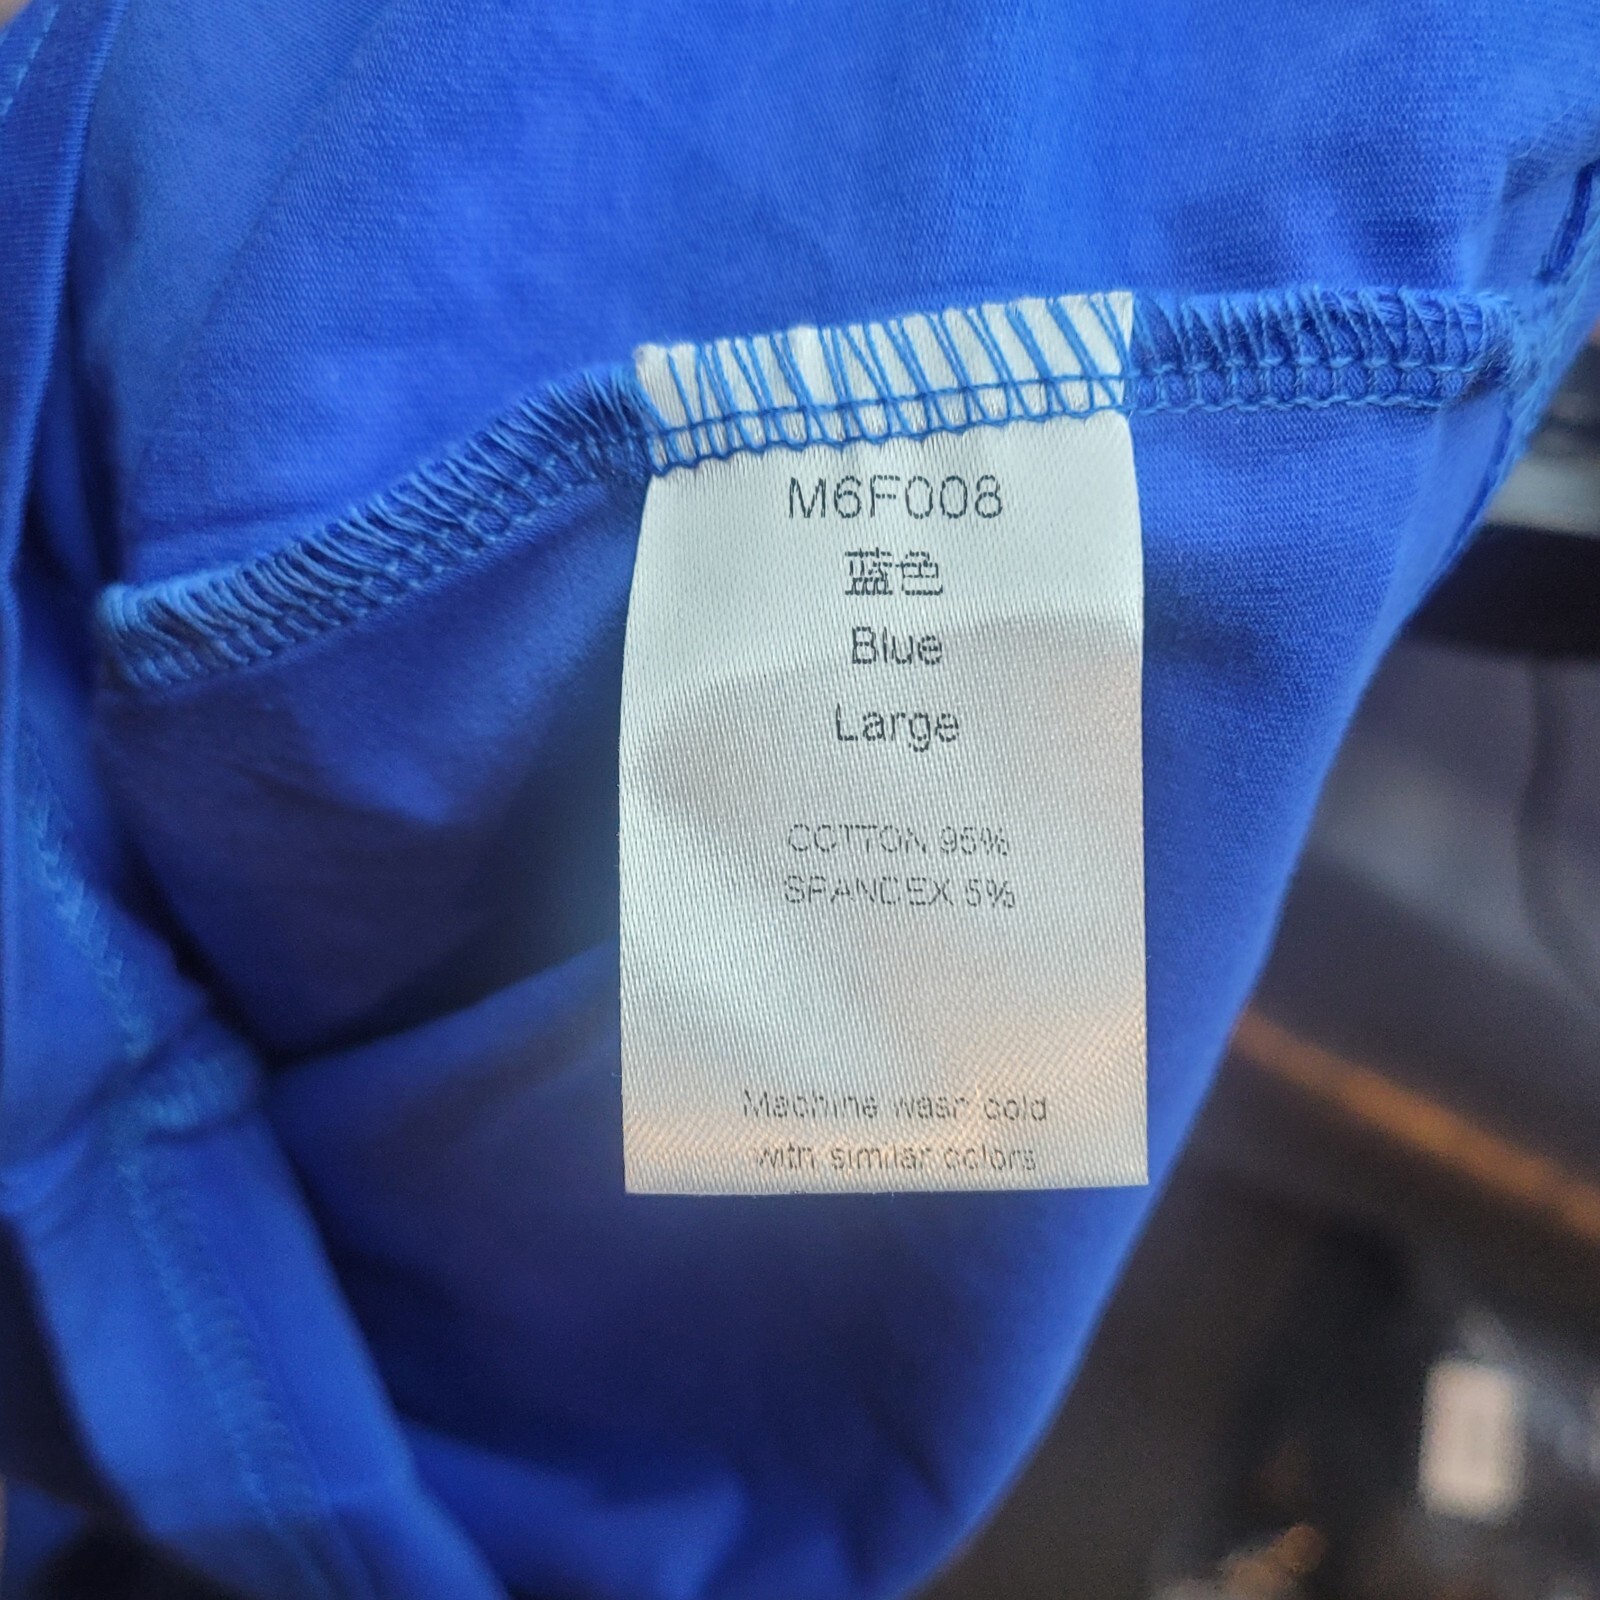 M6F008
蓝色
Blue
Large
COTTON 95%
SPANDEX 5%
Machine wash cold
with similar colors